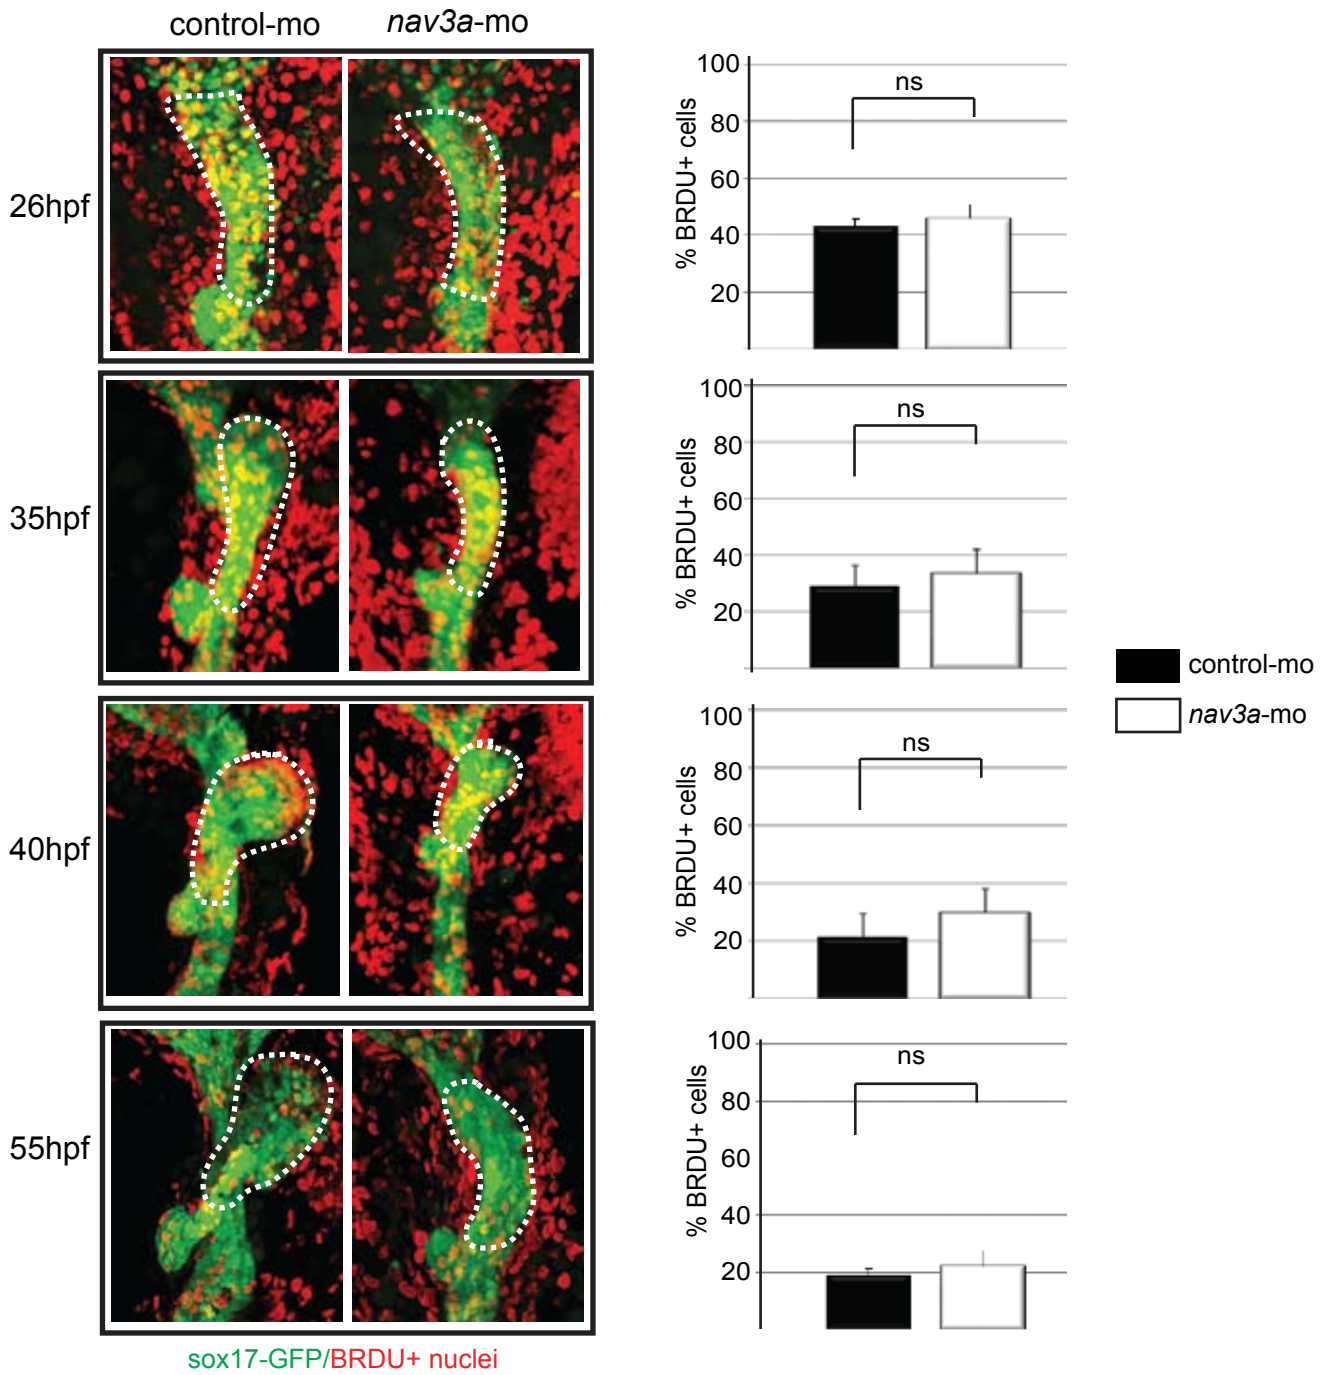 control-mo nav3a-mo
26hpf
% BRDU+ cells
100
80
60
40
20
ns
35hpf
% BRDU+ cells
100
80
60
40
20
ns
40hpf
% BRDU+ cells
100
80
60
40
20
ns
55hpf
% BRDU+ cells
100
80
60
40
20
ns
control-mo
nav3a-mo
sox17-GFP/BRDU+ nuclei